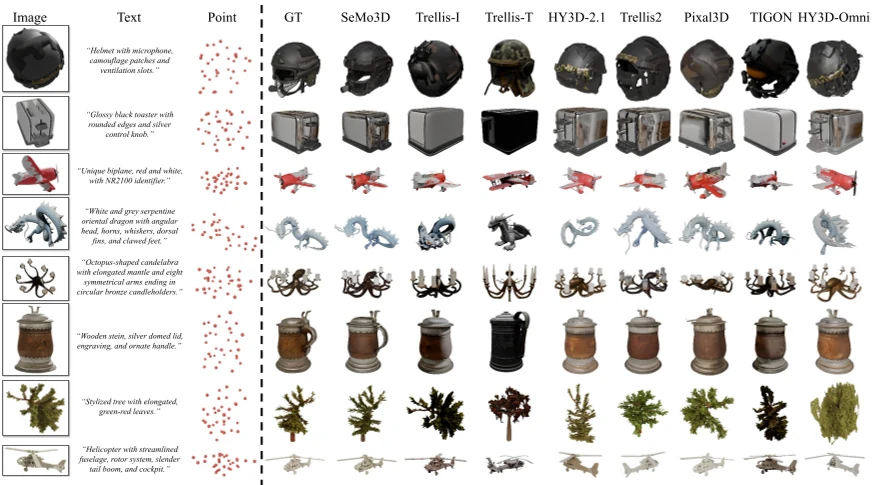 Image Text Point GT SeMo3D Trellis-I Trellis-T HY3D-2.1 Trellis2 Pixal3D TIGON HY3D-Omni
"Helmet with microphone,
camouflage patches and
ventilation slots."
"Glossy black toaster with
rounded edges and silver
control knob."
"Unique biplane, red and white,
with NR2100 identifier."
"White and grey serpentine
oriental dragon with angular
head, horns, whiskers, dorsal
fins, and clawed feet."
"Octopus-shaped candelabra
with elongated mantle and eight
symmetrical arms ending in
circular bronze candleholders."
"Wooden stein, silver domed lid,
engraving, and ornate handle."
"Stylized tree with elongated,
green-red leaves."
"Helicopter with streamlined
fuselage, rotor system, slender
tail boom, and cockpit."